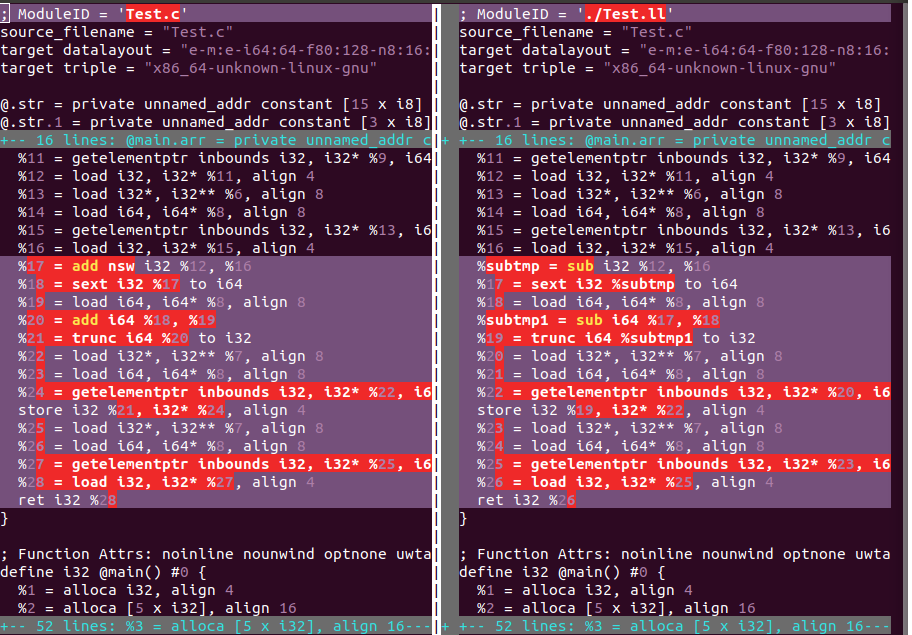 ; ModuleID = 'Test.c'
source_filename = "Test.c"
target datalayout = "e-m:e-i64:64-f80:128-n8:16:
target triple = "x86_64-unknown-linux-gnu"
@.str = private unnamed_addr constant [15 x i8]
@.str.1 = private unnamed_addr constant [3 x i8]
+-- 16 lines: @main.arr = private unnamed_addr c
%11 = getelementptr inbounds i32, i32* %9, i64
%12 = load i32, i32* %11, align 4
%13 = load i32*, i32** %6, align 8
%14 = load i64, i64* %8, align 8
%15 = getelementptr inbounds i32, i32* %13, i6
%16 = load i32, i32* %15, align 4
%17 = add nsw i32 %12, %16
%18 = sext i32 %17 to i64
%19 = load i64, i64* %8, align 8
%20 = add i64 %18, %19
%21 = trunc i64 %20 to i32
%22 = load i32*, i32** %7, align 8
%23 = load i64, i64* %8, align 8
%24 = getelementptr inbounds i32, i32* %22, i6
store i32 %21, i32* %24, align 4
%25 = load i32*, i32** %7, align 8
%26 = load i64, i64* %8, align 8
%27 = getelementptr inbounds i32, i32* %25, i6
%28 = load i32, i32* %27, align 4
ret i32 %28
}
; Function Attrs: noinline nounwind optnone uwta
define i32 @main() #0 {
%1 = alloca i32, align 4
%2 = alloca [5 x i32], align 16
+-- 52 lines: %3 = alloca [5 x i32], align 16---
; ModuleID = './Test.ll'
source_filename = "Test.c"
target datalayout = "e-m:e-i64:64-f80:128-n8:16:
target triple = "x86_64-unknown-linux-gnu"
@.str = private unnamed_addr constant [15 x i8]
@.str.1 = private unnamed_addr constant [3 x i8]
+ +-- 16 lines: @main.arr = private unnamed_addr c
%11 = getelementptr inbounds i32, i32* %9, i64
%12 = load i32, i32* %11, align 4
%13 = load i32*, i32** %6, align 8
%14 = load i64, i64* %8, align 8
%15 = getelementptr inbounds i32, i32* %13, i6
%16 = load i32, i32* %15, align 4
%subtmp = sub i32 %12, %16
%17 = sext i32 %subtmp to i64
%18 = load i64, i64* %8, align 8
%subtmp1 = sub i64 %17, %18
%19 = trunc i64 %subtmp1 to i32
%20 = load i32*, i32** %7, align 8
%21 = load i64, i64* %8, align 8
%22 = getelementptr inbounds i32, i32* %20, i6
store i32 %19, i32* %22, align 4
%23 = load i32*, i32** %7, align 8
%24 = load i64, i64* %8, align 8
%25 = getelementptr inbounds i32, i32* %23, i6
%26 = load i32, i32* %25, align 4
ret i32 %26
}
; Function Attrs: noinline nounwind optnone uwta
define i32 @main() #0 {
%1 = alloca i32, align 4
%2 = alloca [5 x i32], align 16
+ +-- 52 lines: %3 = alloca [5 x i32], align 16---